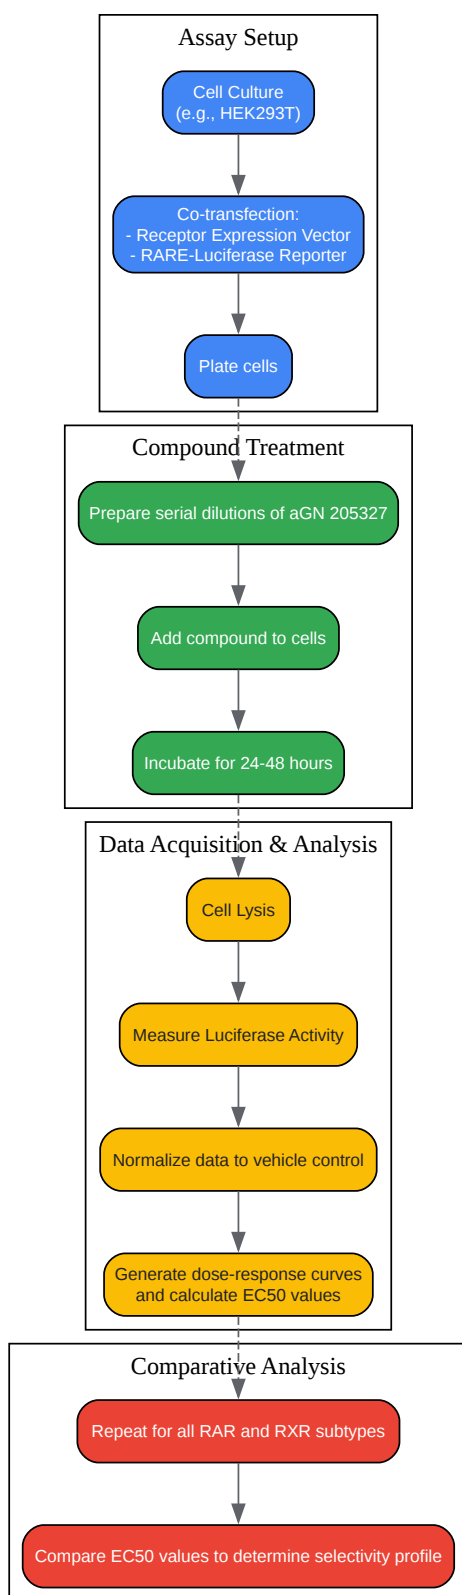 Assay Setup
Cell Culture
(e.g., HEK293T)
Co-transfection:
- Receptor Expression Vector
- RARE-Luciferase Reporter
Plate cells
Compound Treatment
Prepare serial dilutions of aGN 205327
Add compound to cells
Incubate for 24-48 hours
Data Acquisition & Analysis
Cell Lysis
Measure Luciferase Activity
Normalize data to vehicle control
Generate dose-response curves
and calculate EC50 values
Comparative Analysis
Repeat for all RAR and RXR subtypes
Compare EC50 values to determine selectivity profile